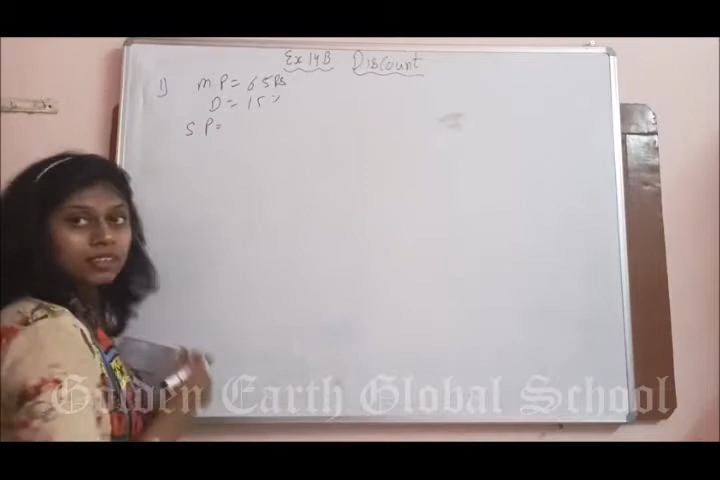 Ex 14B Discount
1) M P = 65 Rs
D = 15 %
S P =
Golden Earth Global School